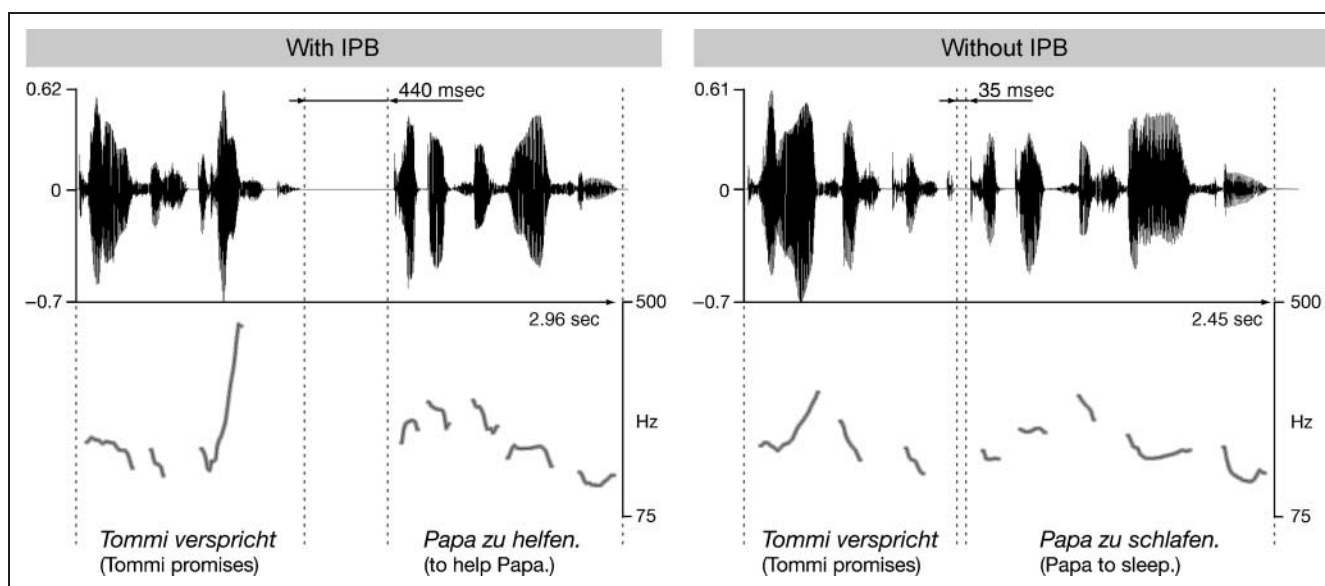 With IPB
0.62
440 msec
0
–0.7
500
2.96 sec
Hz
75
Tommi verspricht
(Tommi promises)
Papa zu helfen.
(to help Papa.)
Without IPB
0.61
35 msec
0
–0.7
500
2.45 sec
Hz
75
Tommi verspricht
(Tommi promises)
Papa zu schlafen.
(Papa to sleep.)